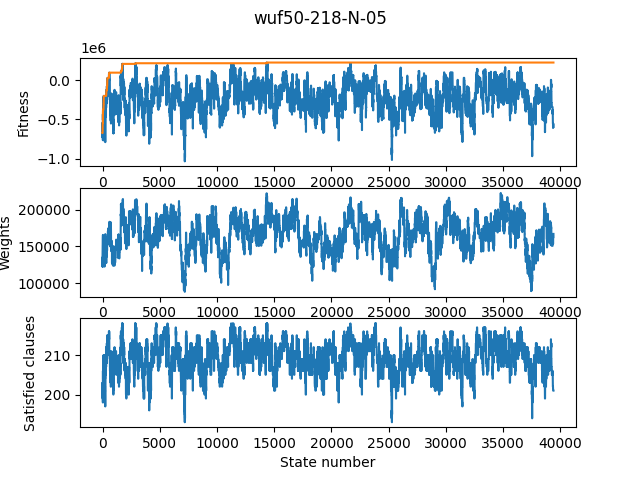 wuf50-218-N-05
1e6
0.0
−0.5
−1.0
Fitness
0 5000 10000 15000 20000 25000 30000 35000 40000
200000
150000
100000
Weights
0 5000 10000 15000 20000 25000 30000 35000 40000
210
200
Satisfied clauses
0 5000 10000 15000 20000 25000 30000 35000 40000
State number